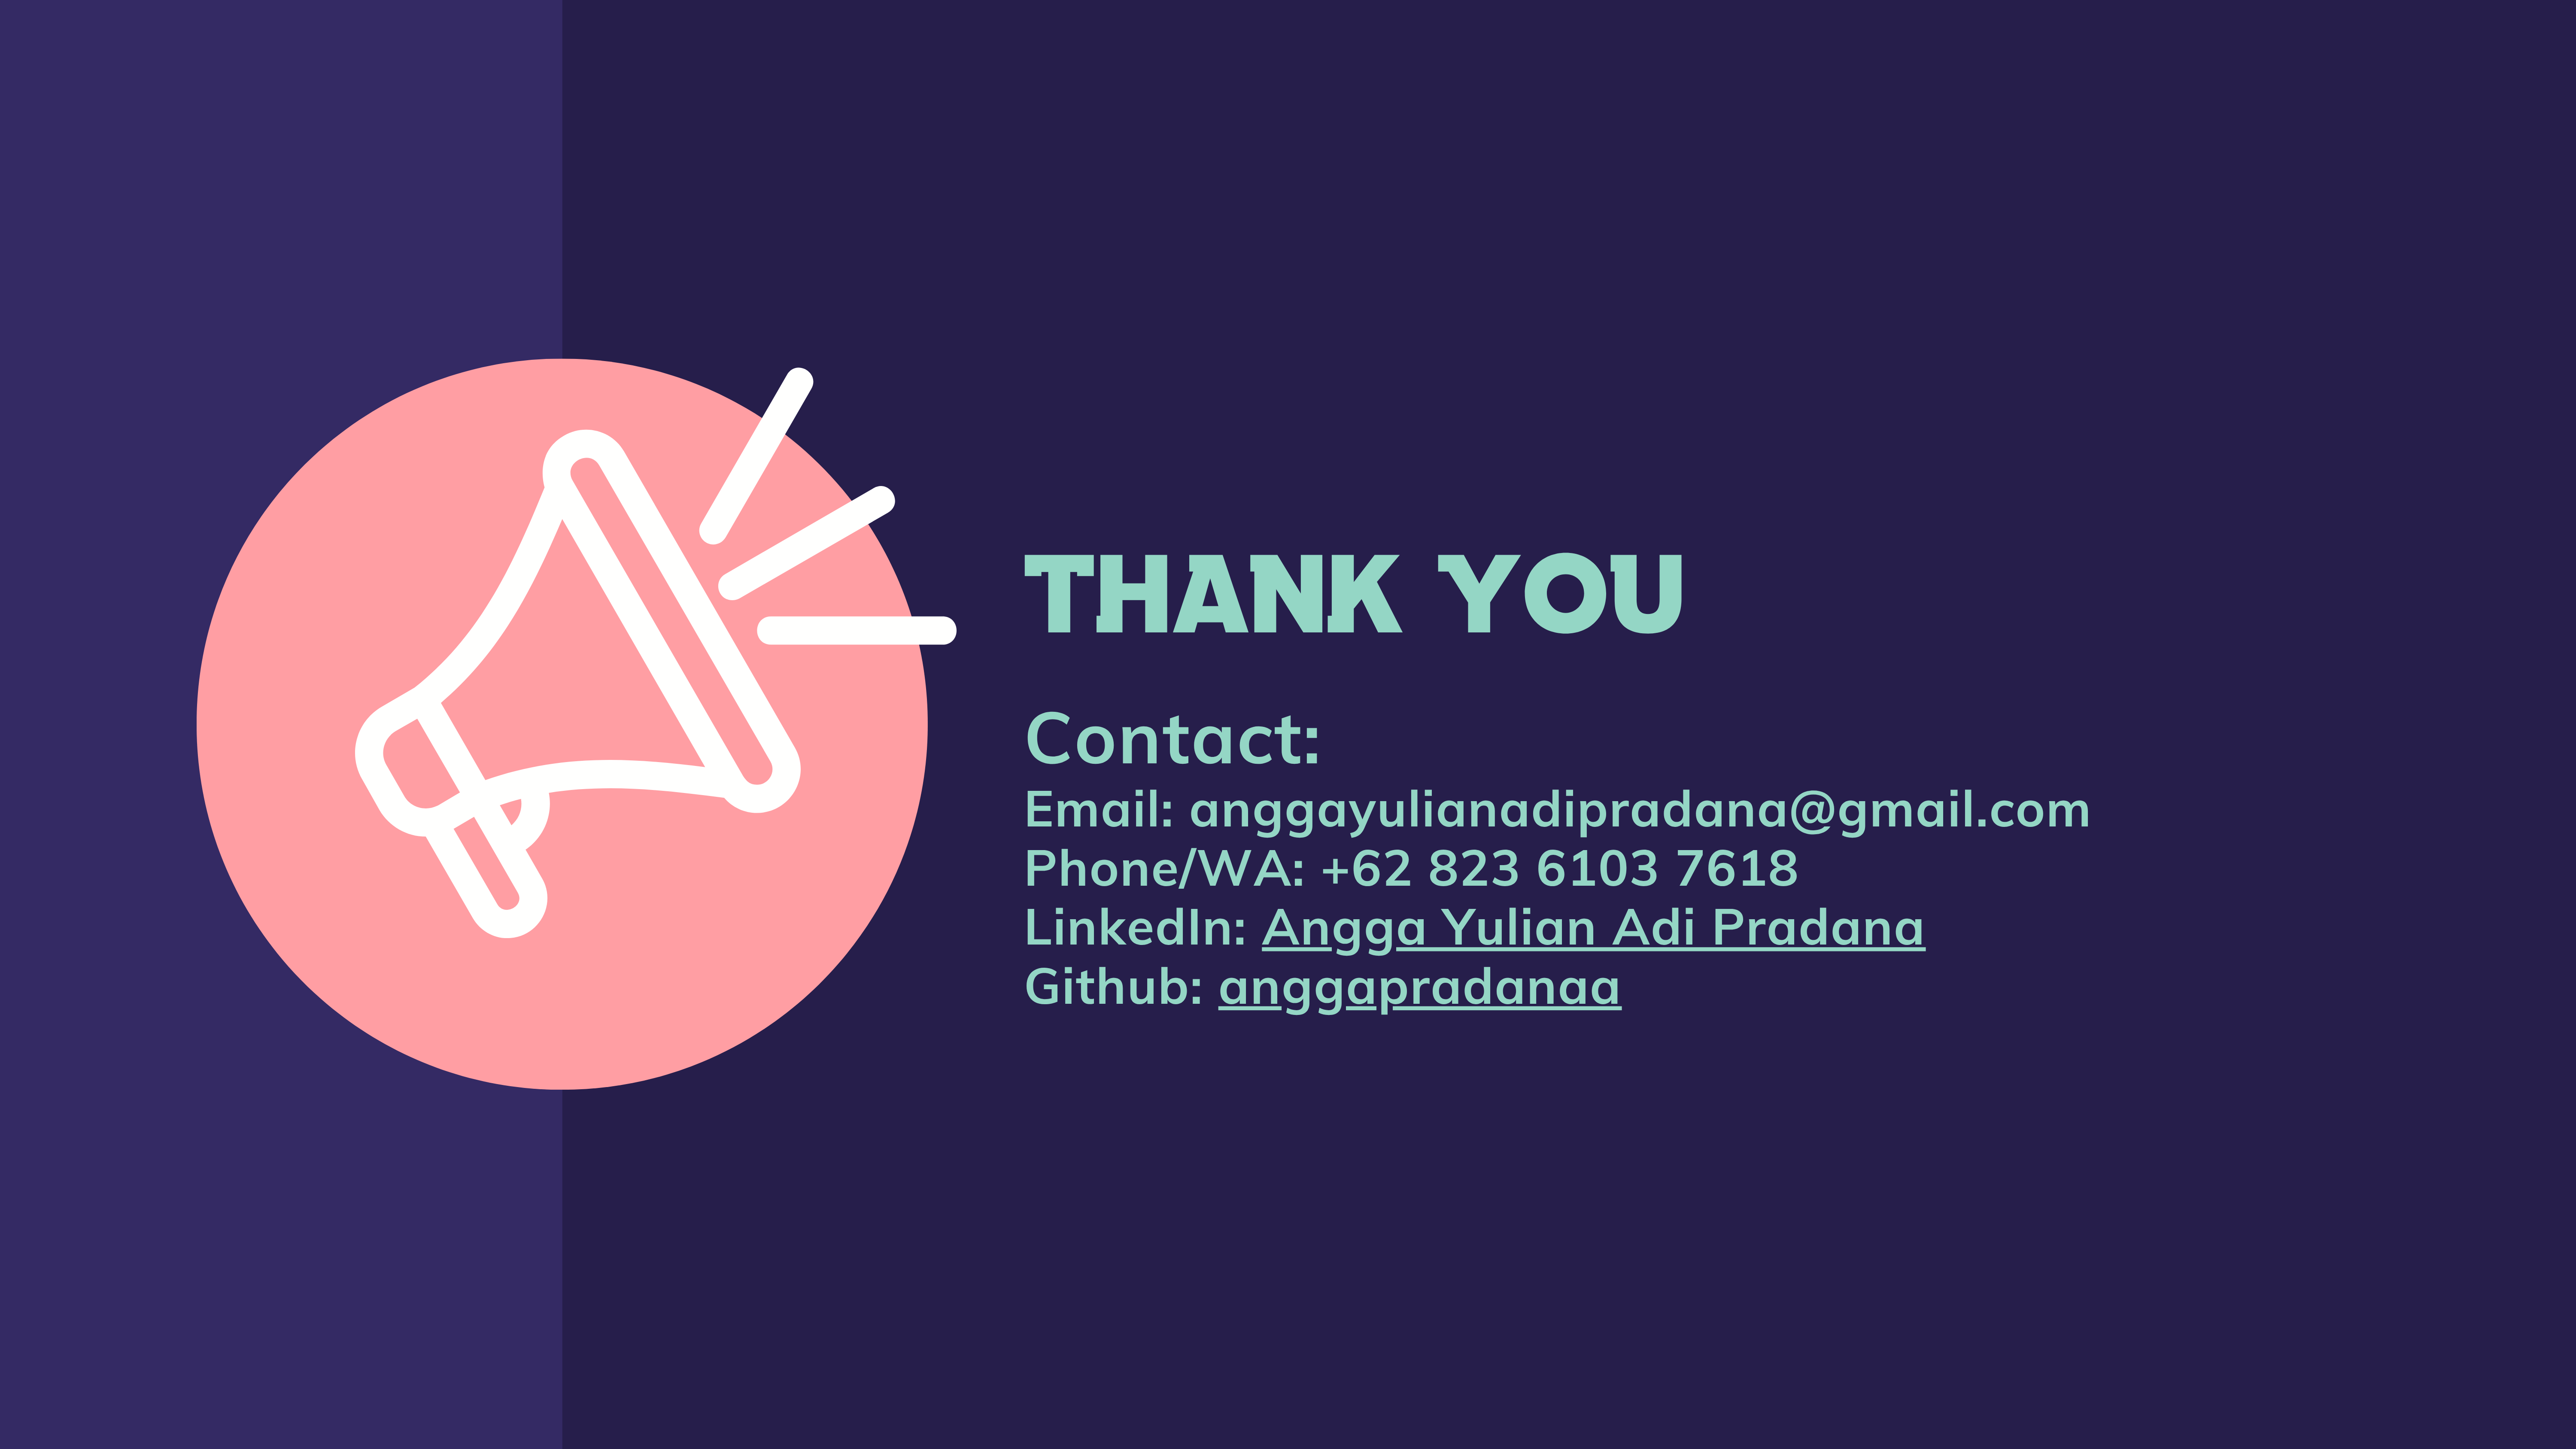 THANK YOU
Contact:
Email: anggayulianadipradana@gmail.com
Phone/WA: +62 823 6103 7618
LinkedIn: Angga Yulian Adi Pradana
Github: anggapradanaa